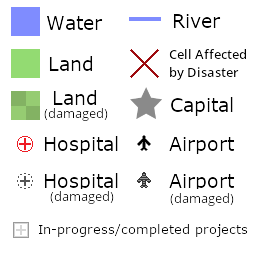 Water
River
Land
Cell Affected
by Disaster
Land
(damaged)
Capital
Hospital
Airport
Hospital
(damaged)
Airport
(damaged)
In-progress/completed projects